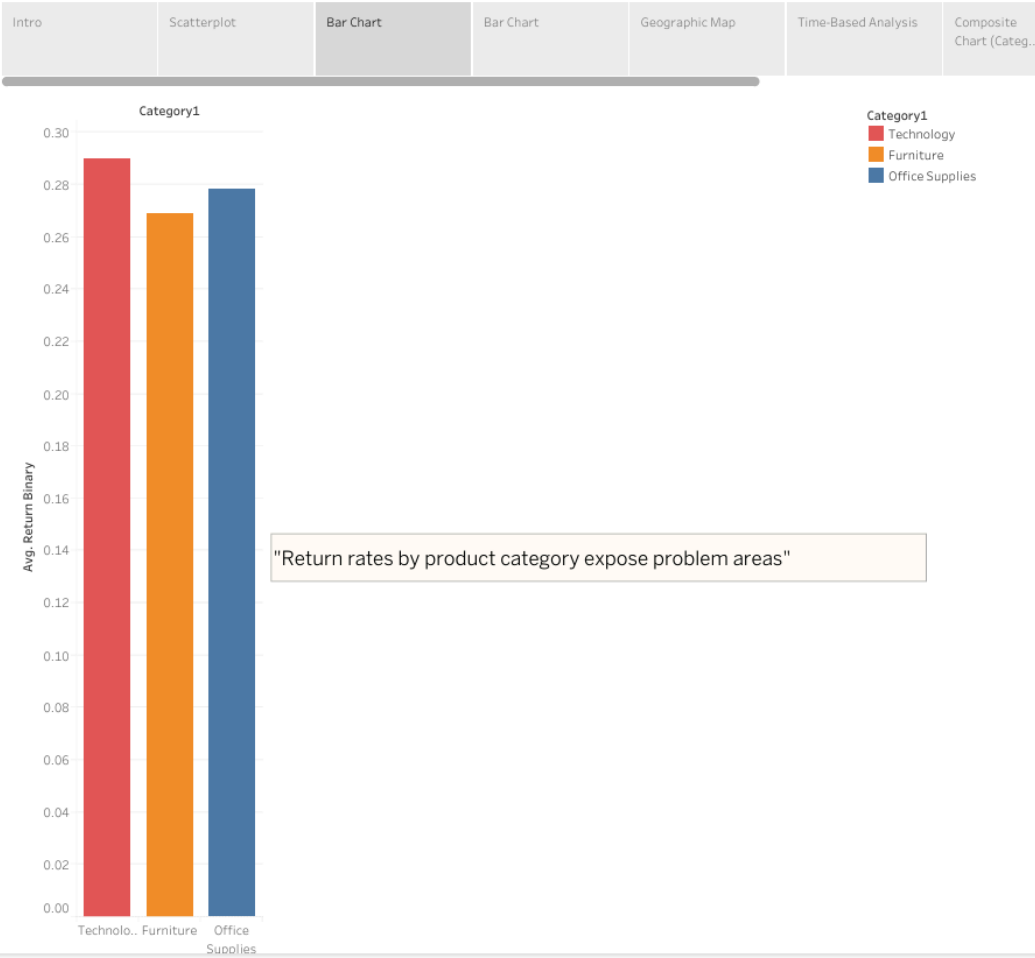 Intro
Scatterplot
Bar Chart
Bar Chart
Geographic Map
Time-Based Analysis
Composite
Chart (Categ..
Category1
0.30
0.28
0.26
0.24
0.22
0.20
0.18
0.16
0.14
0.12
0.10
0.08
0.06
0.04
0.02
0.00
Avg. Return Binary
Technolo..
Furniture
Office
Supplies
"Return rates by product category expose problem areas"
Category1
Technology
Furniture
Office Supplies